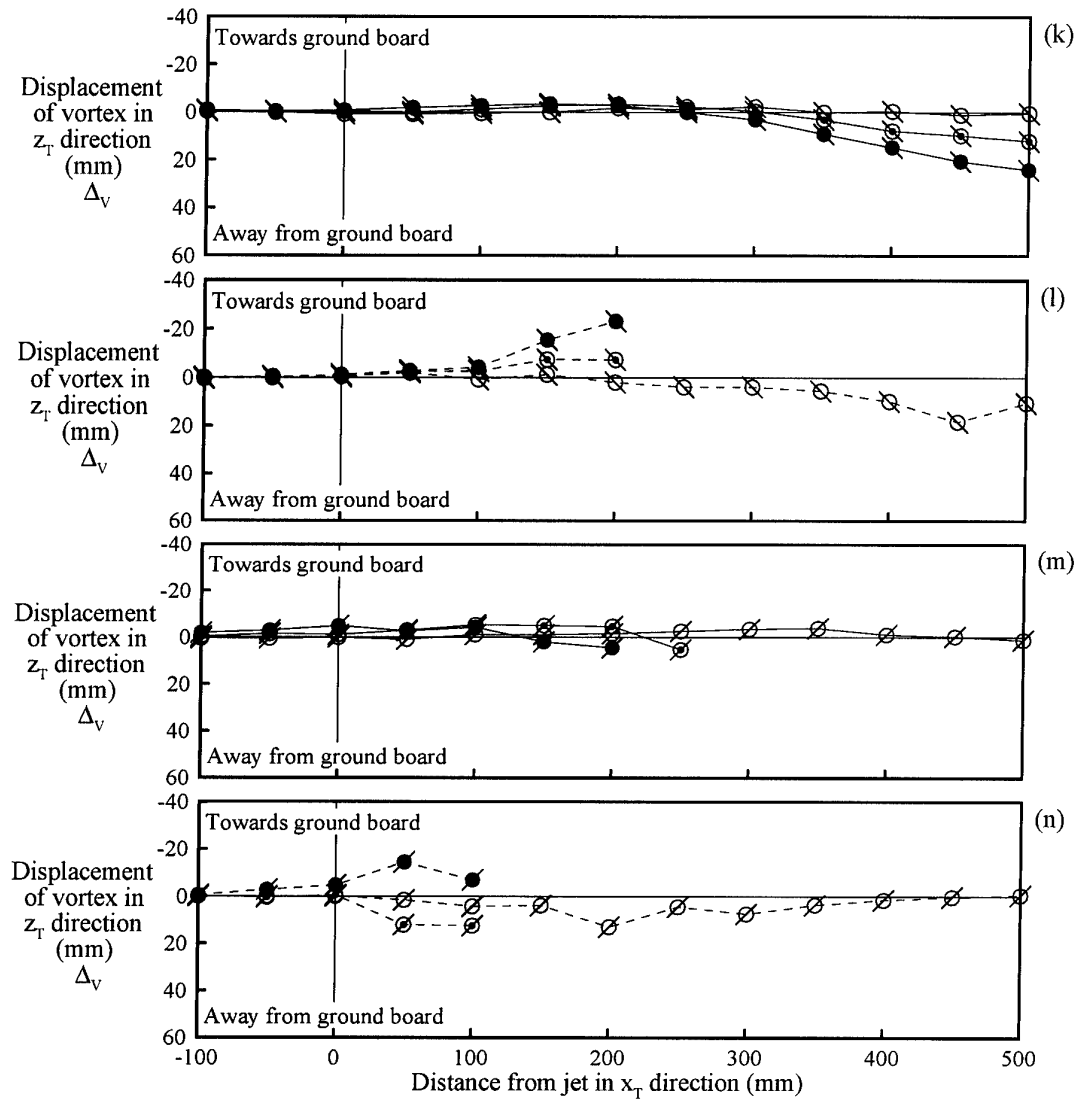 -40
Towards ground board
(k)
-20
Displacement
of vortex in
z_T direction
(mm)
Δ_V
0
20
40
Away from ground board
60
-40
Towards ground board
(l)
-20
Displacement
of vortex in
z_T direction
(mm)
Δ_V
0
20
40
Away from ground board
60
-40
Towards ground board
(m)
-20
Displacement
of vortex in
z_T direction
(mm)
Δ_V
0
20
40
Away from ground board
60
-40
Towards ground board
(n)
-20
Displacement
of vortex in
z_T direction
(mm)
Δ_V
0
20
40
Away from ground board
60
-100 0 100 200 300 400 500
Distance from jet in x_T direction (mm)